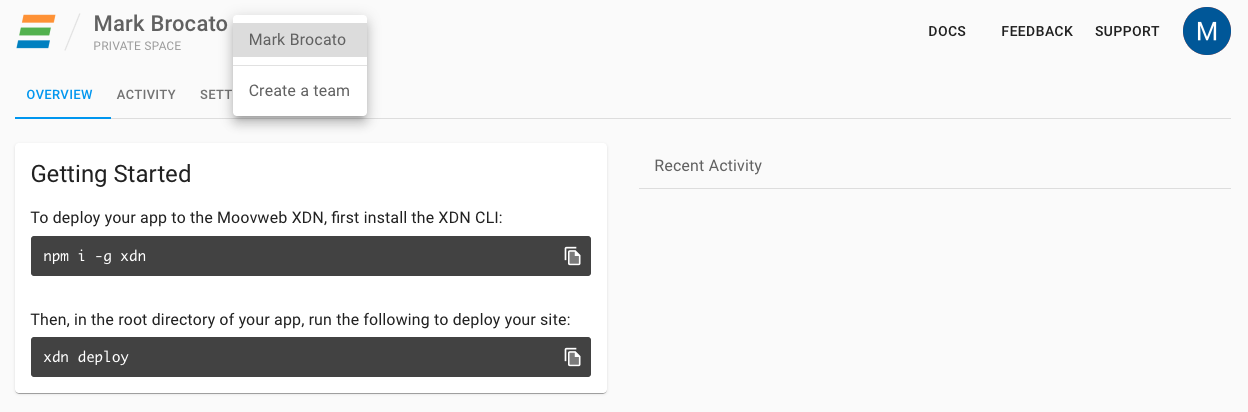 Mark Brocato
PRIVATE SPACE
Mark Brocato
Create a team
DOCS
FEEDBACK
SUPPORT
M
OVERVIEW
ACTIVITY
SETT
Getting Started
To deploy your app to the Moovweb XDN, first install the XDN CLI:
npm i -g xdn
Then, in the root directory of your app, run the following to deploy your site:
xdn deploy
Recent Activity